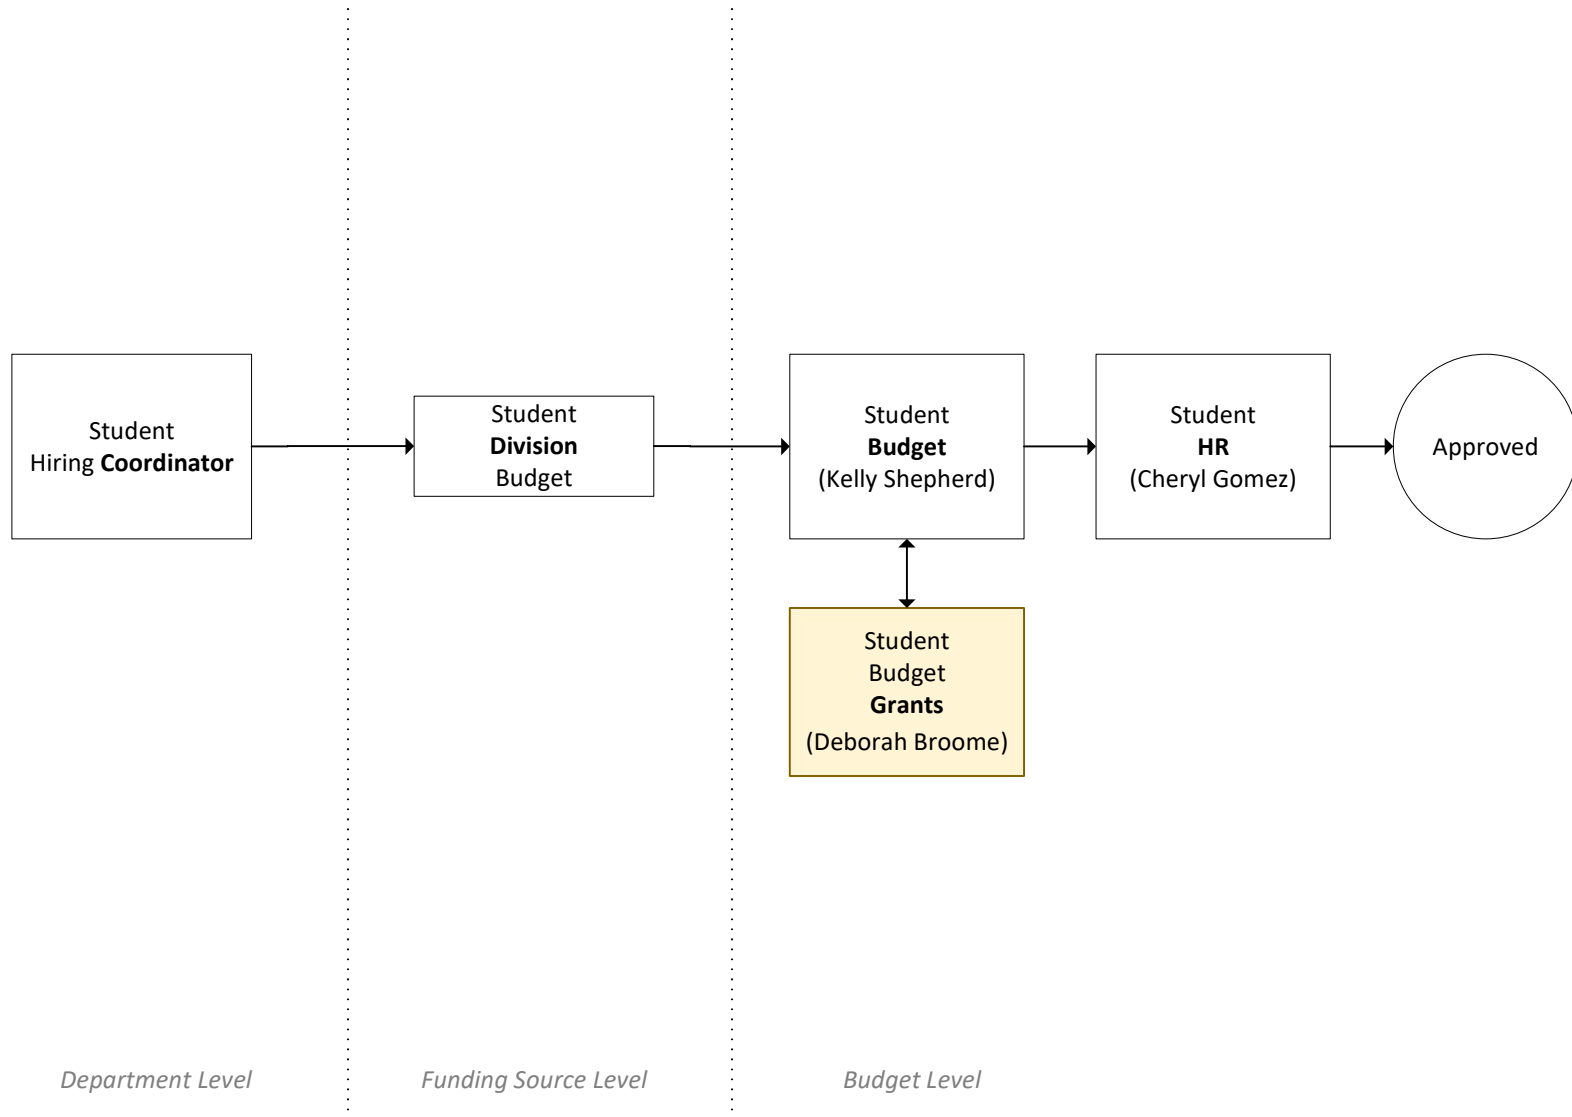 Student
Hiring Coordinator
Student
Division
Budget
Student
Budget
(Kelly Shepherd)
Student
HR
(Cheryl Gomez)
Approved
Student
Budget
Grants
(Deborah Broome)
Department Level
Funding Source Level
Budget Level